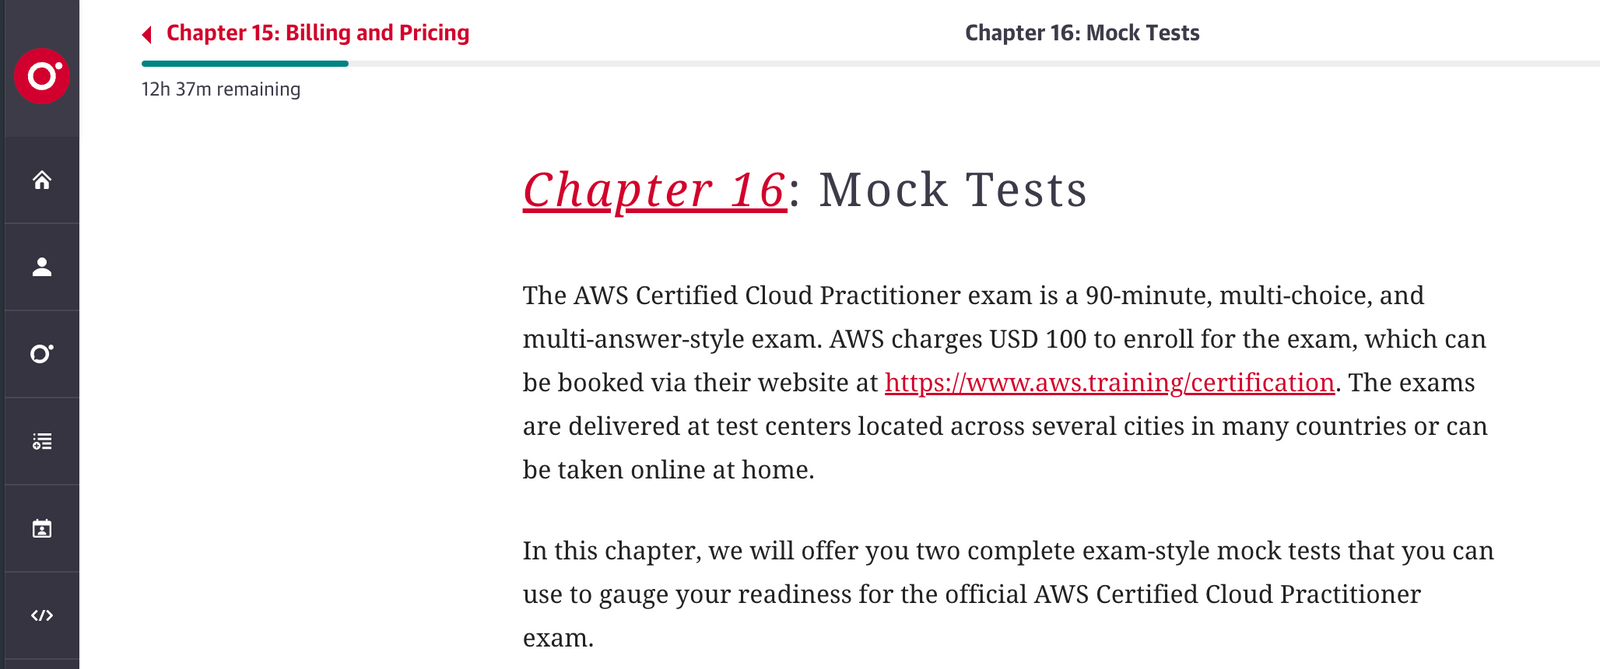 Chapter 15: Billing and Pricing
Chapter 16: Mock Tests
12h 37m remaining
Chapter 16: Mock Tests
The AWS Certified Cloud Practitioner exam is a 90-minute, multi-choice, and
multi-answer-style exam. AWS charges USD 100 to enroll for the exam, which can
be booked via their website at https://www.aws.training/certification. The exams
are delivered at test centers located across several cities in many countries or can
be taken online at home.
In this chapter, we will offer you two complete exam-style mock tests that you can
use to gauge your readiness for the official AWS Certified Cloud Practitioner
exam.